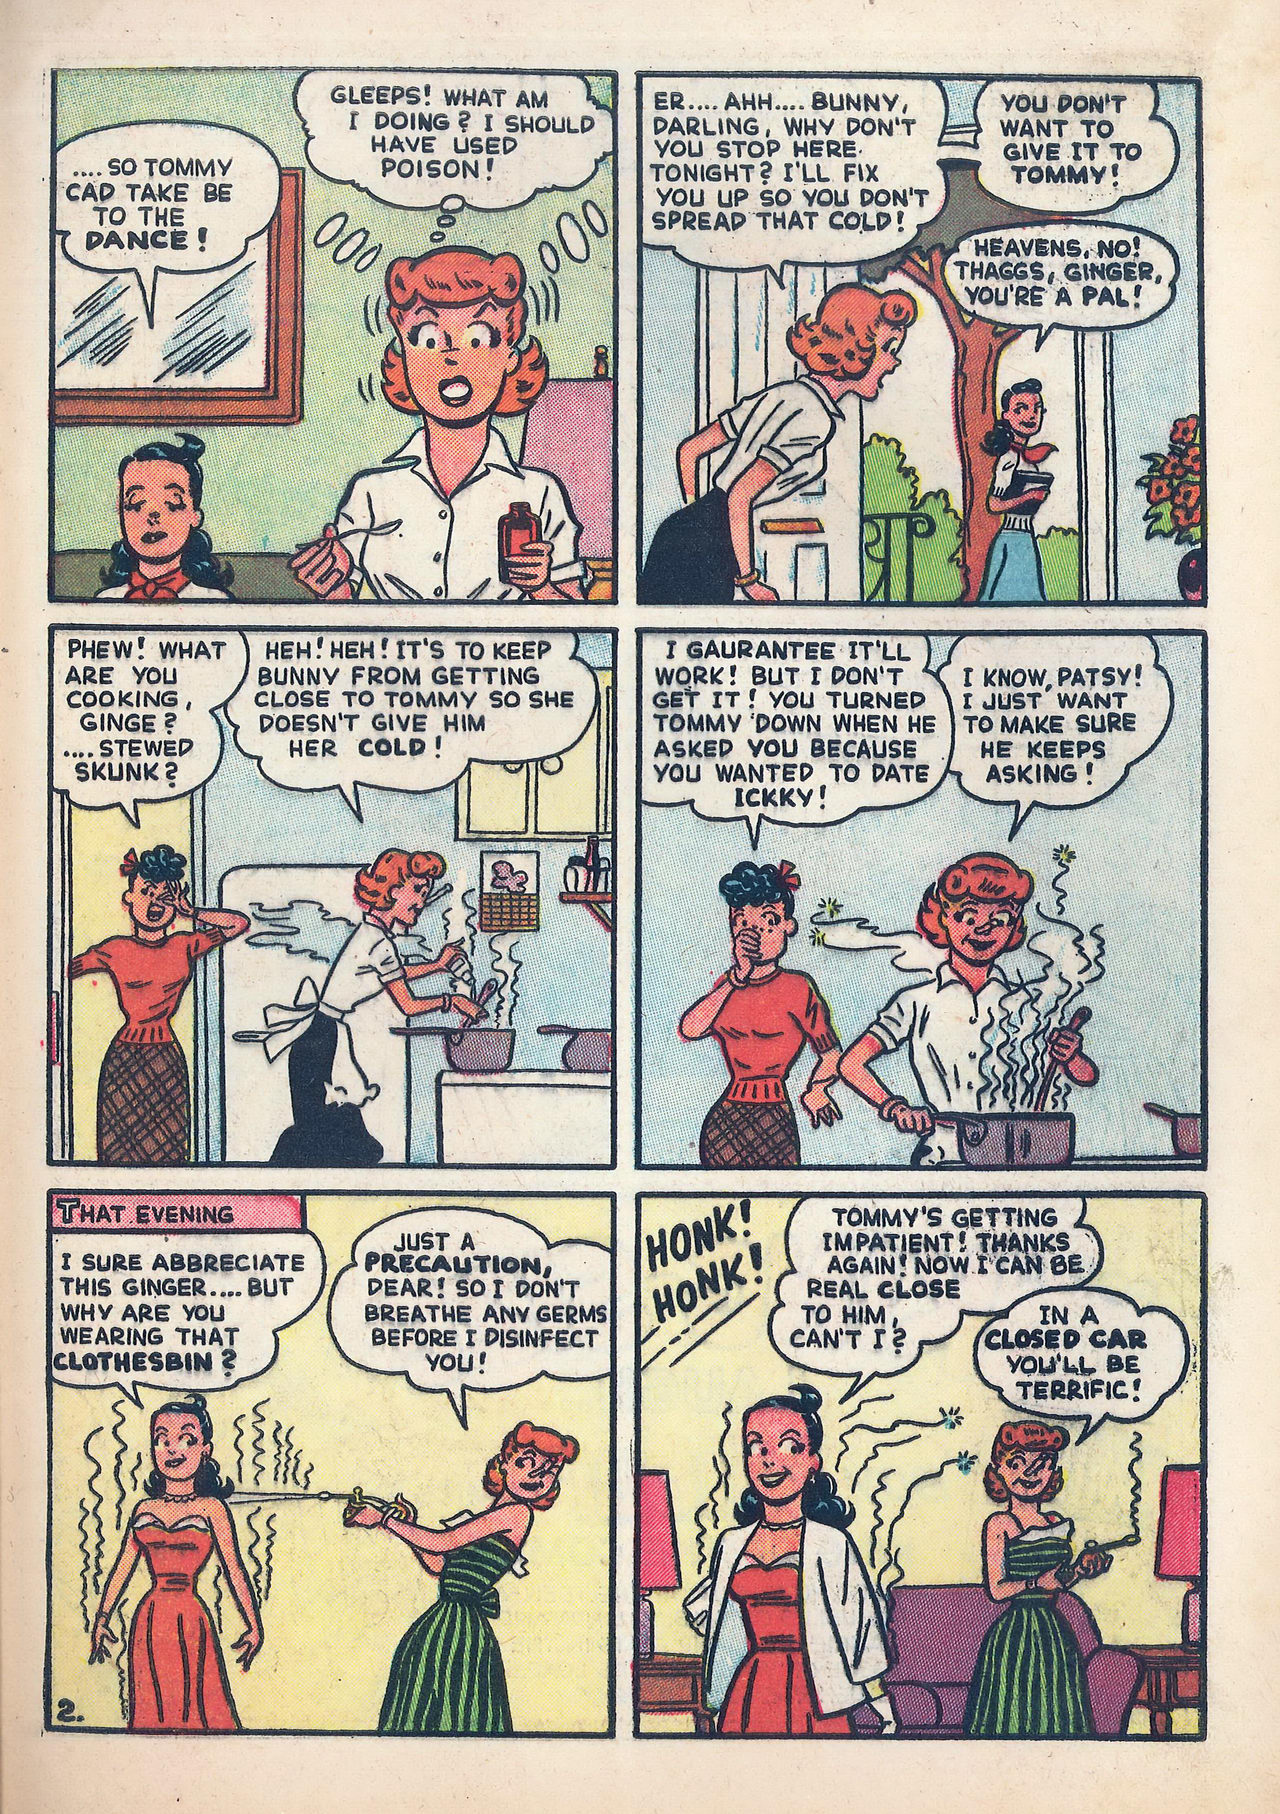 ....SO TOMMY
CAD TAKE BE
TO THE
DANCE!
GLEEPS! WHAT AM
I DOING? I SHOULD
HAVE USED
POISON!
ER.... AHH.... BUNNY,
DARLING, WHY DON'T
YOU STOP HERE
TONIGHT? I'LL FIX
YOU UP SO YOU DON'T
SPREAD THAT COLD!
YOU DON'T
WANT TO
GIVE IT TO
TOMMY!
HEAVENS, NO!
THAGGS, GINGER,
YOU'RE A PAL!
PHEW! WHAT
ARE YOU
COOKING,
GINGE?
....STEWED
SKUNK?
HEH! HEH! IT'S TO KEEP
BUNNY FROM GETTING
CLOSE TO TOMMY SO SHE
DOESN'T GIVE HIM
HER COLD!
I GAURANTEE IT'LL
WORK! BUT I DON'T
GET IT! YOU TURNED
TOMMY DOWN WHEN HE
ASKED YOU BECAUSE
YOU WANTED TO DATE
ICKKY!
I KNOW, PATSY!
I JUST WANT
TO MAKE SURE
HE KEEPS
ASKING!
THAT EVENING
I SURE ABBRECIATE
THIS GINGER.... BUT
WHY ARE YOU
WEARING THAT
CLOTHESBIN?
JUST A
PRECAUTION,
DEAR! SO I DON'T
BREATHE ANY GERMS
BEFORE I DISINFECT
YOU!
2.
HONK!
HONK!
TOMMY'S GETTING
IMPATIENT! THANKS
AGAIN! NOW I CAN BE
REAL CLOSE
TO HIM,
CAN'T I?
IN A
CLOSED CAR
YOU'LL BE
TERRIFIC!